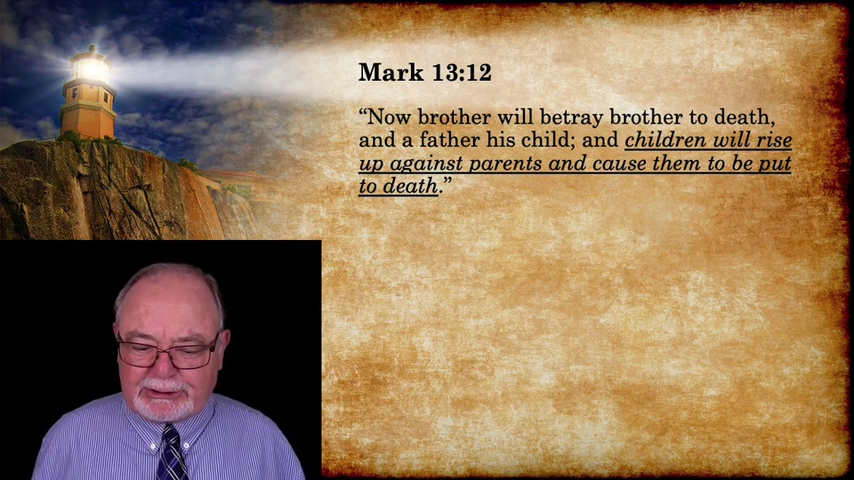 Mark 13:12
“Now brother will betray brother to death,
and a father his child; and children will rise
up against parents and cause them to be put
to death.”